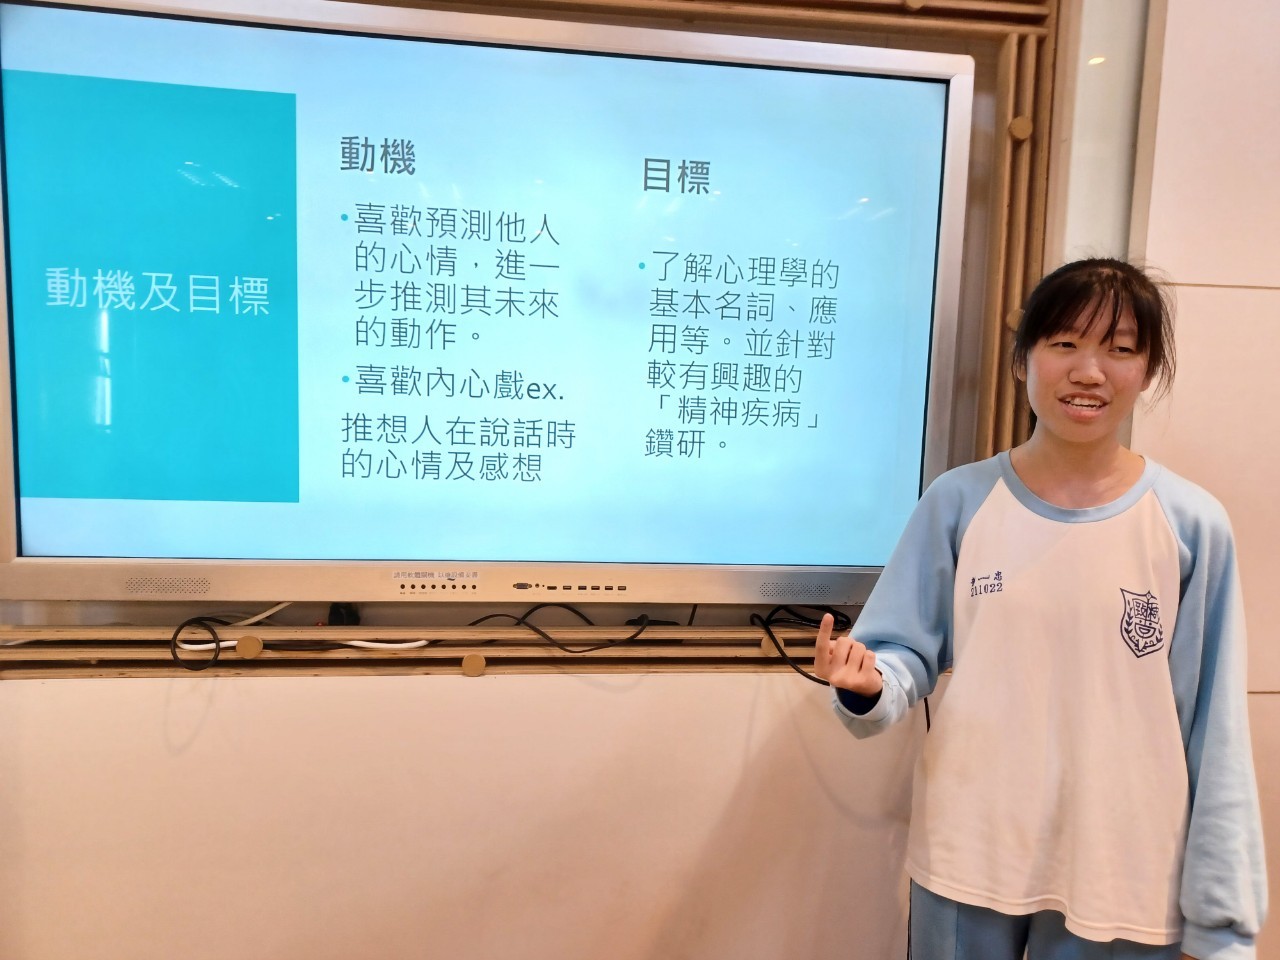 動機及目標
動機
•喜歡預測他人
的心情，進一
步推測其未來
的動作。
•喜歡內心戲ex.
推想人在說話時
的心情及感想
目標
•了解心理學的
基本名詞、應
用等。並針對
較有興趣的
「精神疾病」
鑽研。
211022